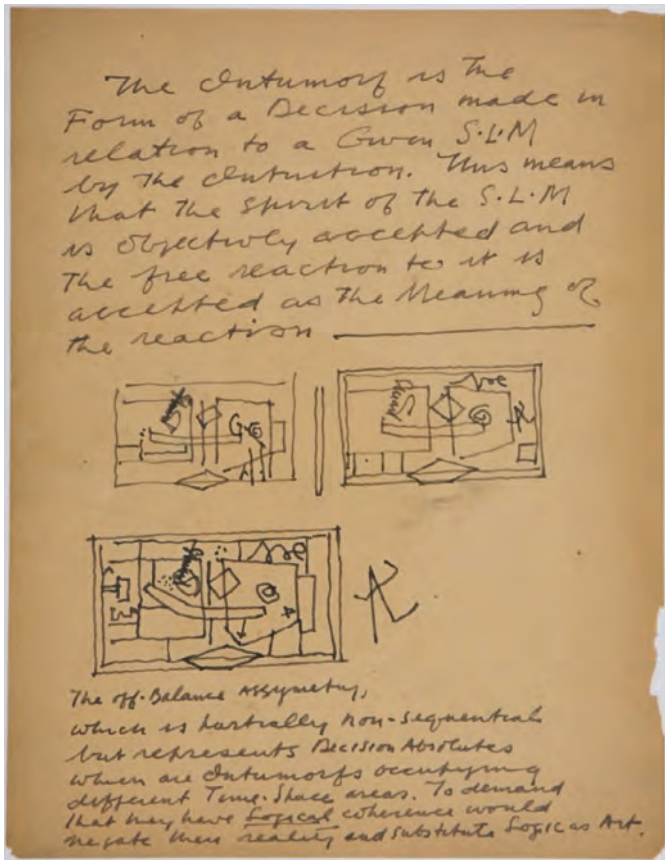 The Intumorf is the
Form of a Decision made in
relation to a Given S.L.M
by the Intuition. This means
that the spirit of the S.L.M
is objectivly accepted and
the free reaction to it is
accepted as the Meaning of
the reaction
The off-Balance Assymetry,
which is partially non-sequential
but represents Decision Absolutes
which are Intumorfs occupying
different Time-Space areas. To demand
that they have Logical coherence would
negate their reality and substitute Logic as Art.